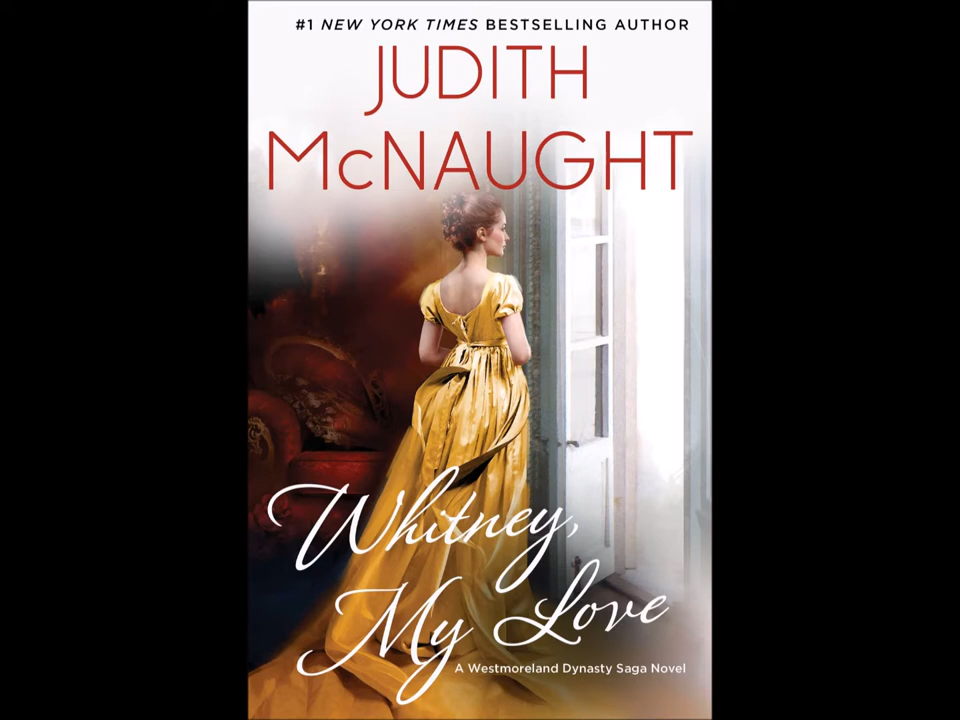 #1 NEW YORK TIMES BESTSELLING AUTHOR
JUDITH
McNAUGHT
Whitney,
My Love
A Westmoreland Dynasty Saga Novel